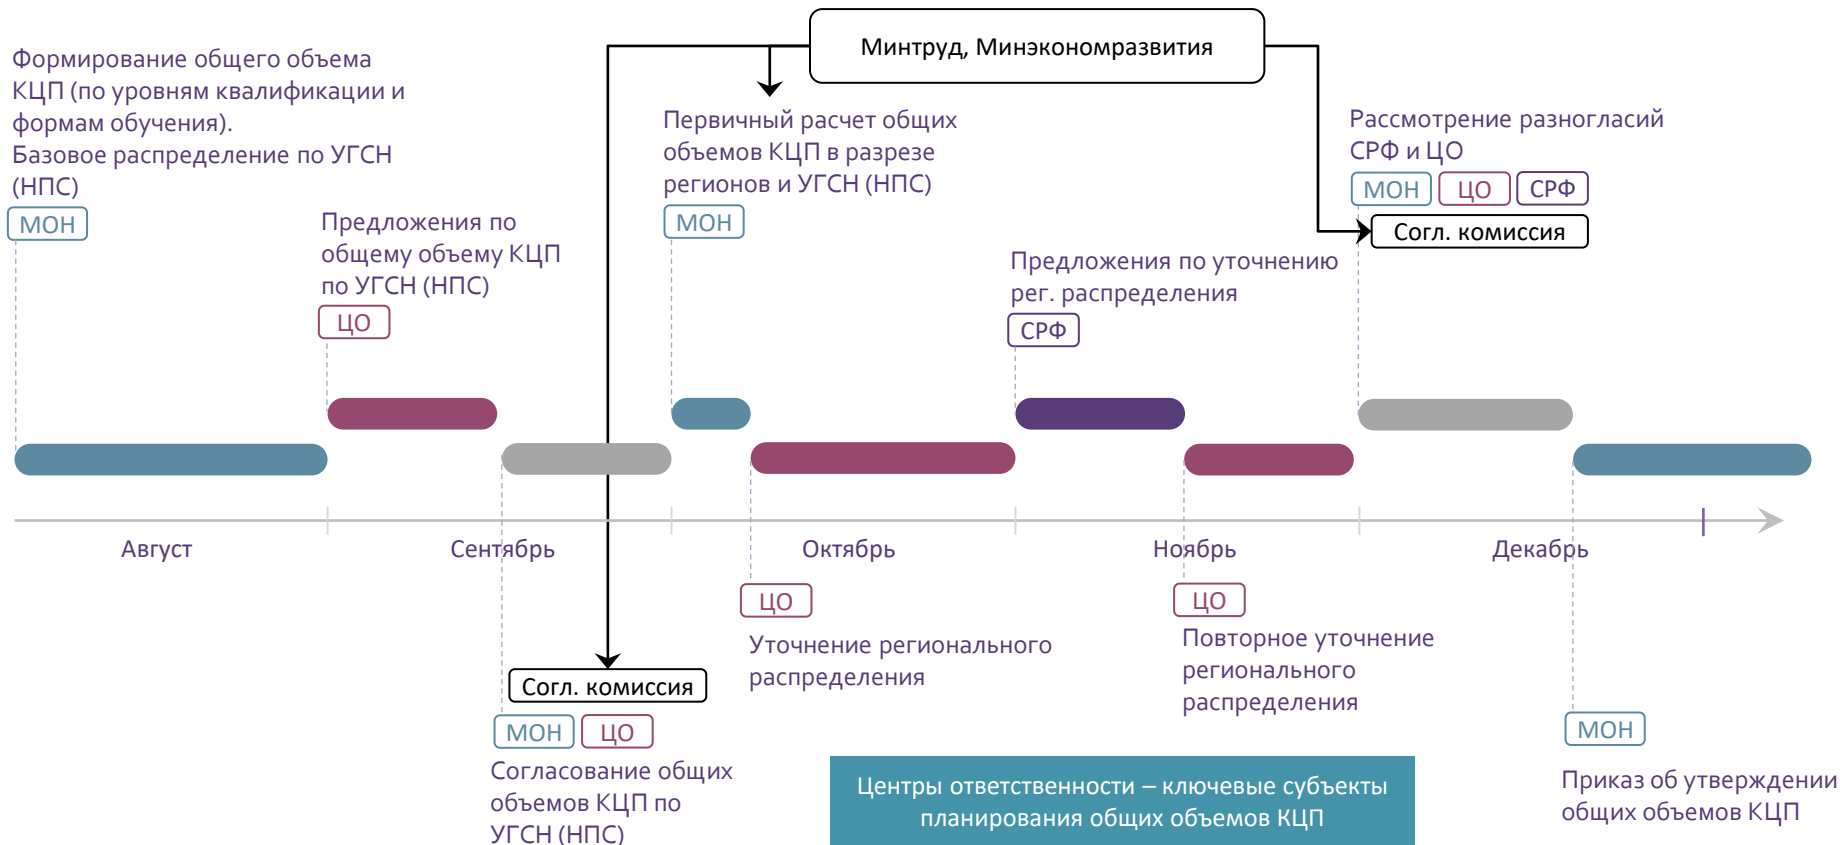 Минтруд, Минэкономразвития
Формирование общего объема
КЦП (по уровням квалификации и
формам обучения).
Базовое распределение по УГСН
(НПС)
МОН
Предложения по
общему объему КЦП
по УГСН (НПС)
ЦО
Первичный расчет общих
объемов КЦП в разрезе
регионов и УГСН (НПС)
МОН
Предложения по уточнению
рег. распределения
СРФ
Рассмотрение разногласий
СРФ и ЦО
МОН ЦО СРФ
Согл. комиссия
Август Сентябрь Октябрь Ноябрь Декабрь
Согл. комиссия
МОН ЦО
Согласование общих
объемов КЦП по
УГСН (НПС)
ЦО
Уточнение регионального
распределения
ЦО
Повторное уточнение
регионального
распределения
МОН
Приказ об утверждении
общих объемов КЦП
Центры ответственности – ключевые субъекты
планирования общих объемов КЦП